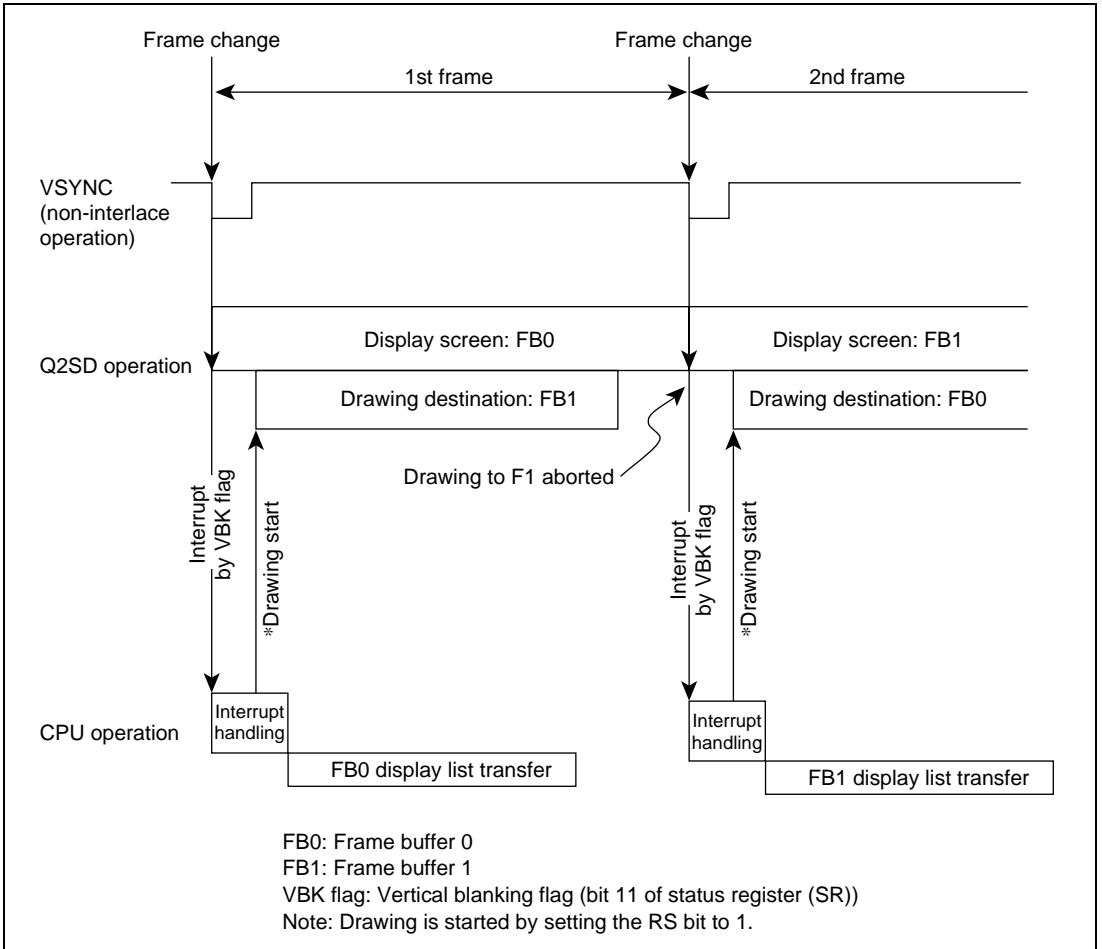 Frame change
Frame change
1st frame
2nd frame
VSYNC
(non-interlace
operation)
Display screen: FB0
Display screen: FB1
Q2SD operation
Drawing destination: FB1
Drawing destination: FB0
Drawing to F1 aborted
Interrupt
by VBK flag
*Drawing start
Interrupt
by VBK flag
*Drawing start
Interrupt
handling
Interrupt
handling
CPU operation
FB0 display list transfer
FB1 display list transfer
FB0: Frame buffer 0
FB1: Frame buffer 1
VBK flag: Vertical blanking flag (bit 11 of status register (SR))
Note: Drawing is started by setting the RS bit to 1.